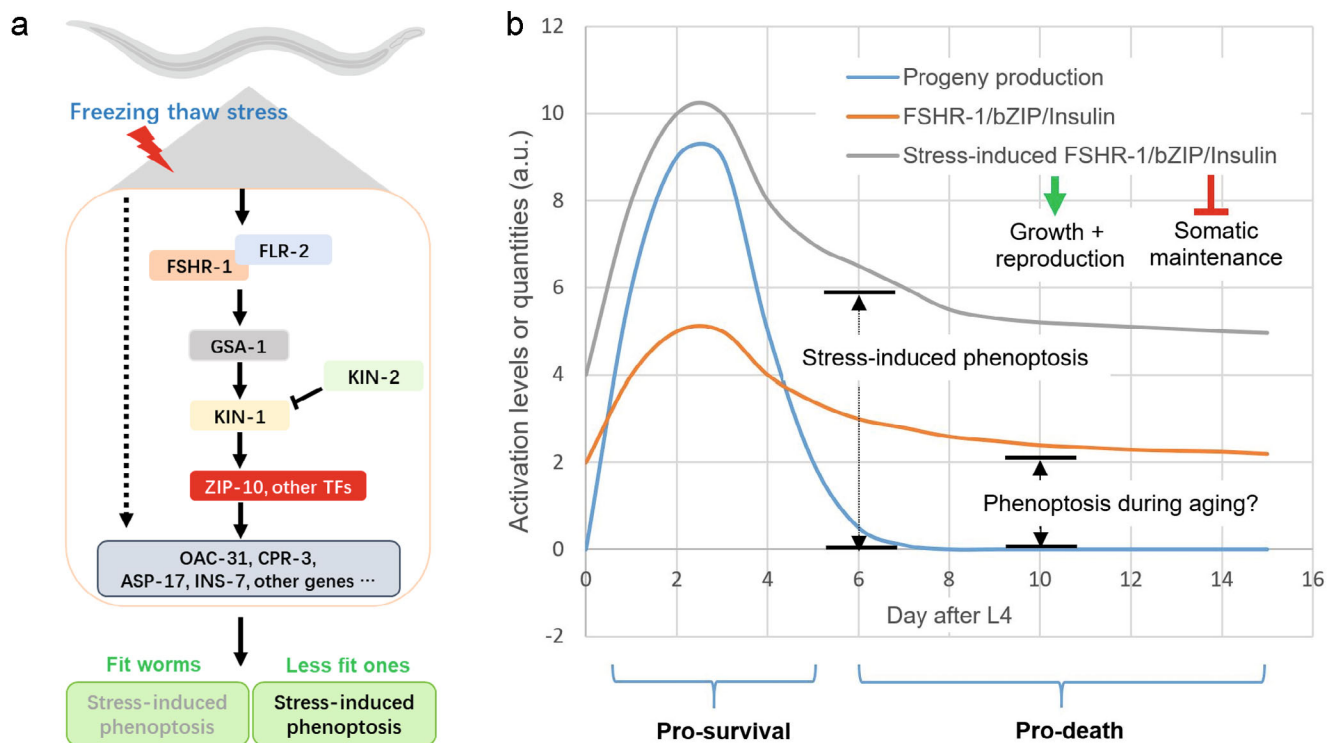 a
Freezing thaw stress
FLR-2
FSHR-1
GSA-1
KIN-2
KIN-1
ZIP-10, other TFs
OAC-31, CPR-3,
ASP-17, INS-7, other genes ···
Fit worms
Less fit ones
Stress-induced
phenoptosis
Stress-induced
phenoptosis
b
Activation levels or quantities (a.u.)
12
10
8
6
4
2
0
-2
Progeny production
FSHR-1/bZIP/Insulin
Stress-induced FSHR-1/bZIP/Insulin
Growth +
reproduction
Somatic
maintenance
Stress-induced phenoptosis
Phenoptosis during aging?
0 2 4 6 8 10 12 14 16
Day after L4
Pro-survival
Pro-death